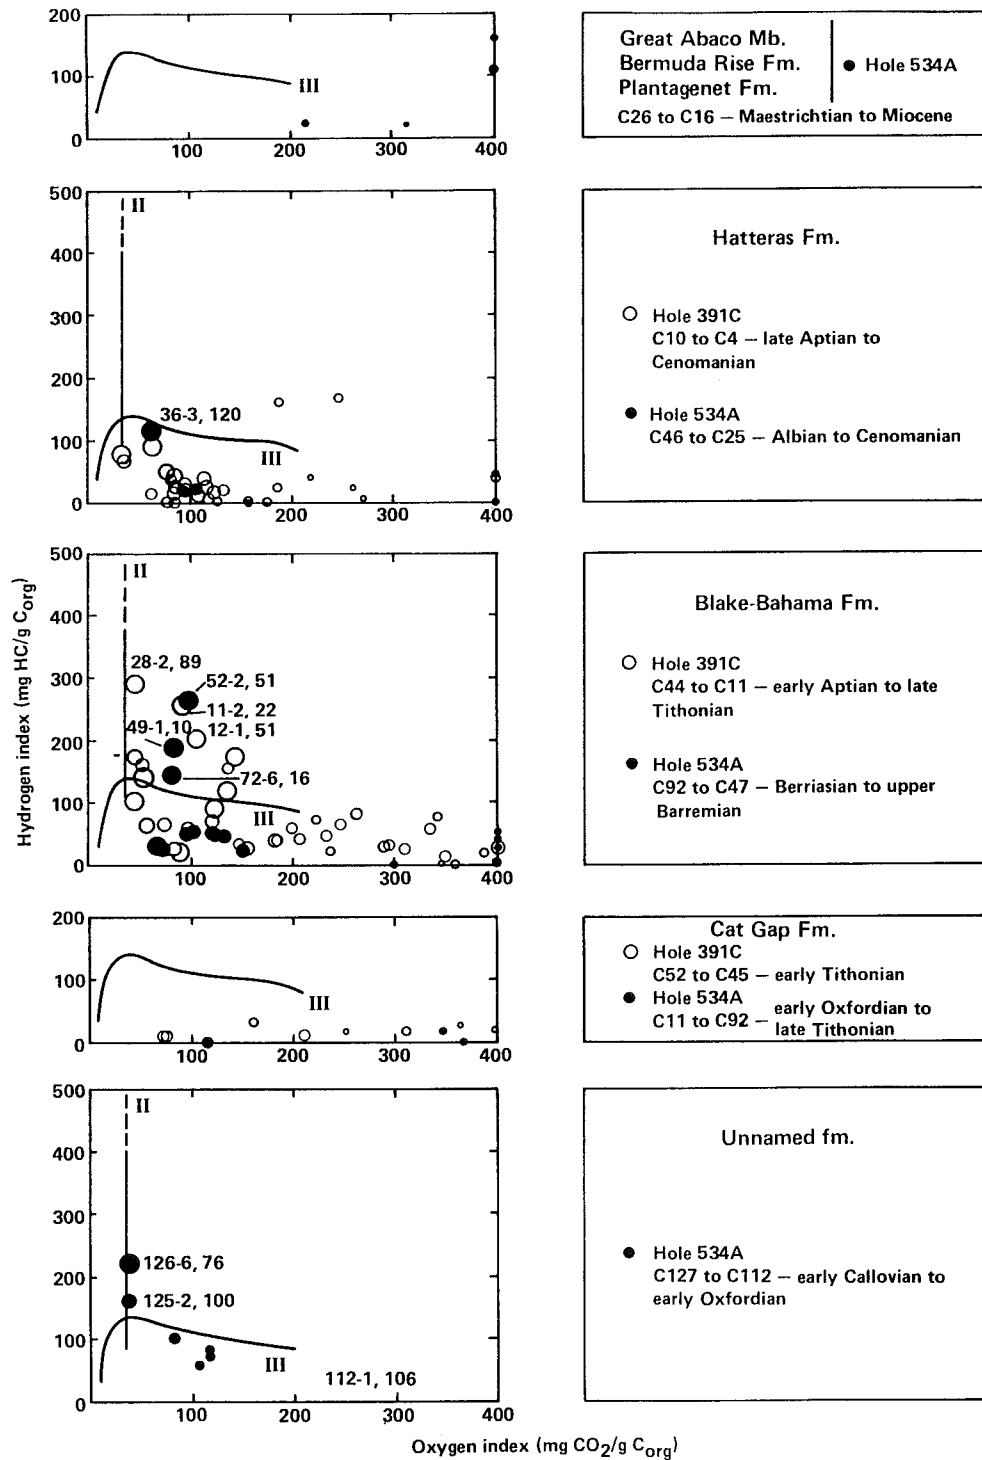 200
100
0
100
200
300
400
III
Great Abaco Mb.
Bermuda Rise Fm.
Plantagenet Fm.
● Hole 534A
C26 to C16 – Maestrichtian to Miocene
500
400
300
200
100
0
100
200
300
400
II
36-3, 120
III
Hatteras Fm.
○ Hole 391C
C10 to C4 – late Aptian to
Cenomanian
● Hole 534A
C46 to C25 – Albian to Cenomanian
Hydrogen index (mg HC/g Corg)
500
400
300
200
100
0
100
200
300
400
II
28-2, 89
52-2, 51
11-2, 22
49-1, 10
12-1, 51
72-6, 16
III
Blake-Bahama Fm.
○ Hole 391C
C44 to C11 – early Aptian to late
Tithonian
● Hole 534A
C92 to C47 – Berriasian to upper
Barremian
200
100
0
100
200
300
400
III
Cat Gap Fm.
○ Hole 391C
C52 to C45 – early Tithonian
● Hole 534A
C11 to C92 – early Oxfordian to
late Tithonian
500
400
300
200
100
0
100
200
300
400
II
126-6, 76
125-2, 100
III
112-1, 106
Unnamed fm.
● Hole 534A
C127 to C112 – early Callovian to
early Oxfordian
Oxygen index (mg CO2/g Corg)